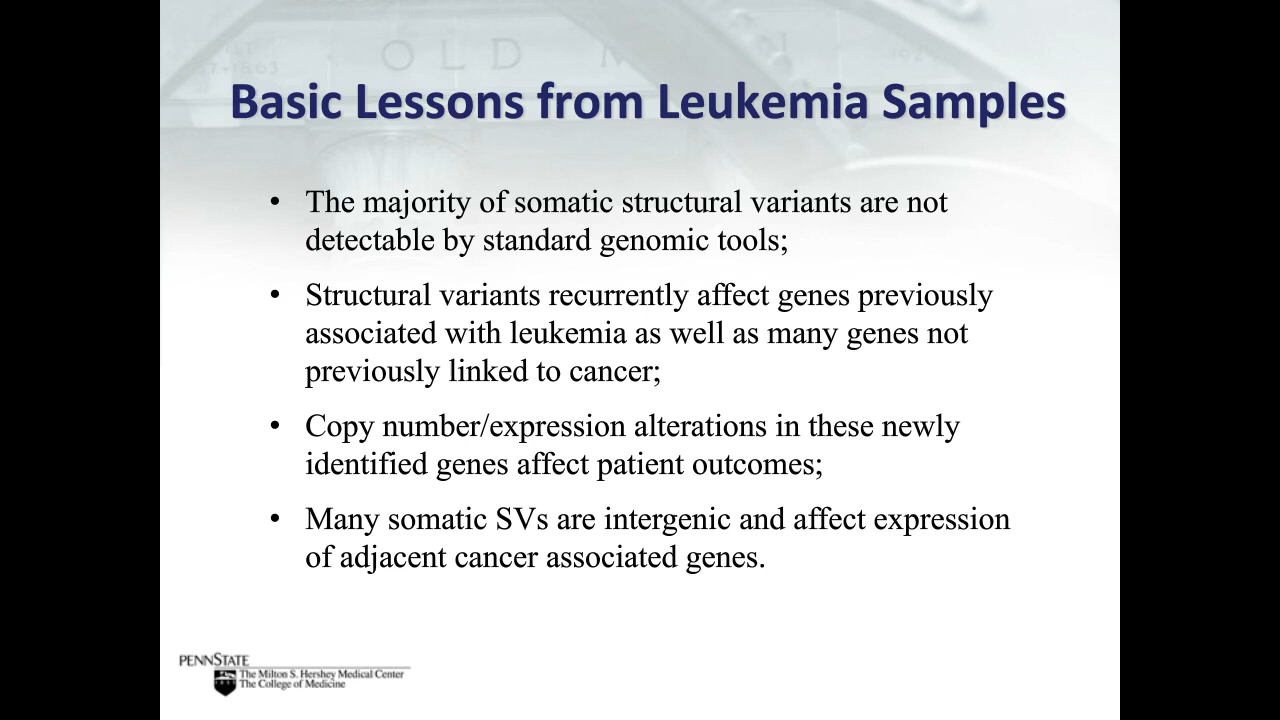 OLD M
Basic Lessons from Leukemia Samples
• The majority of somatic structural variants are not
detectable by standard genomic tools;
• Structural variants recurrently affect genes previously
associated with leukemia as well as many genes not
previously linked to cancer;
• Copy number/expression alterations in these newly
identified genes affect patient outcomes;
• Many somatic SVs are intergenic and affect expression
of adjacent cancer associated genes.
PENNSTATE
The Milton S. Hershey Medical Center
The College of Medicine